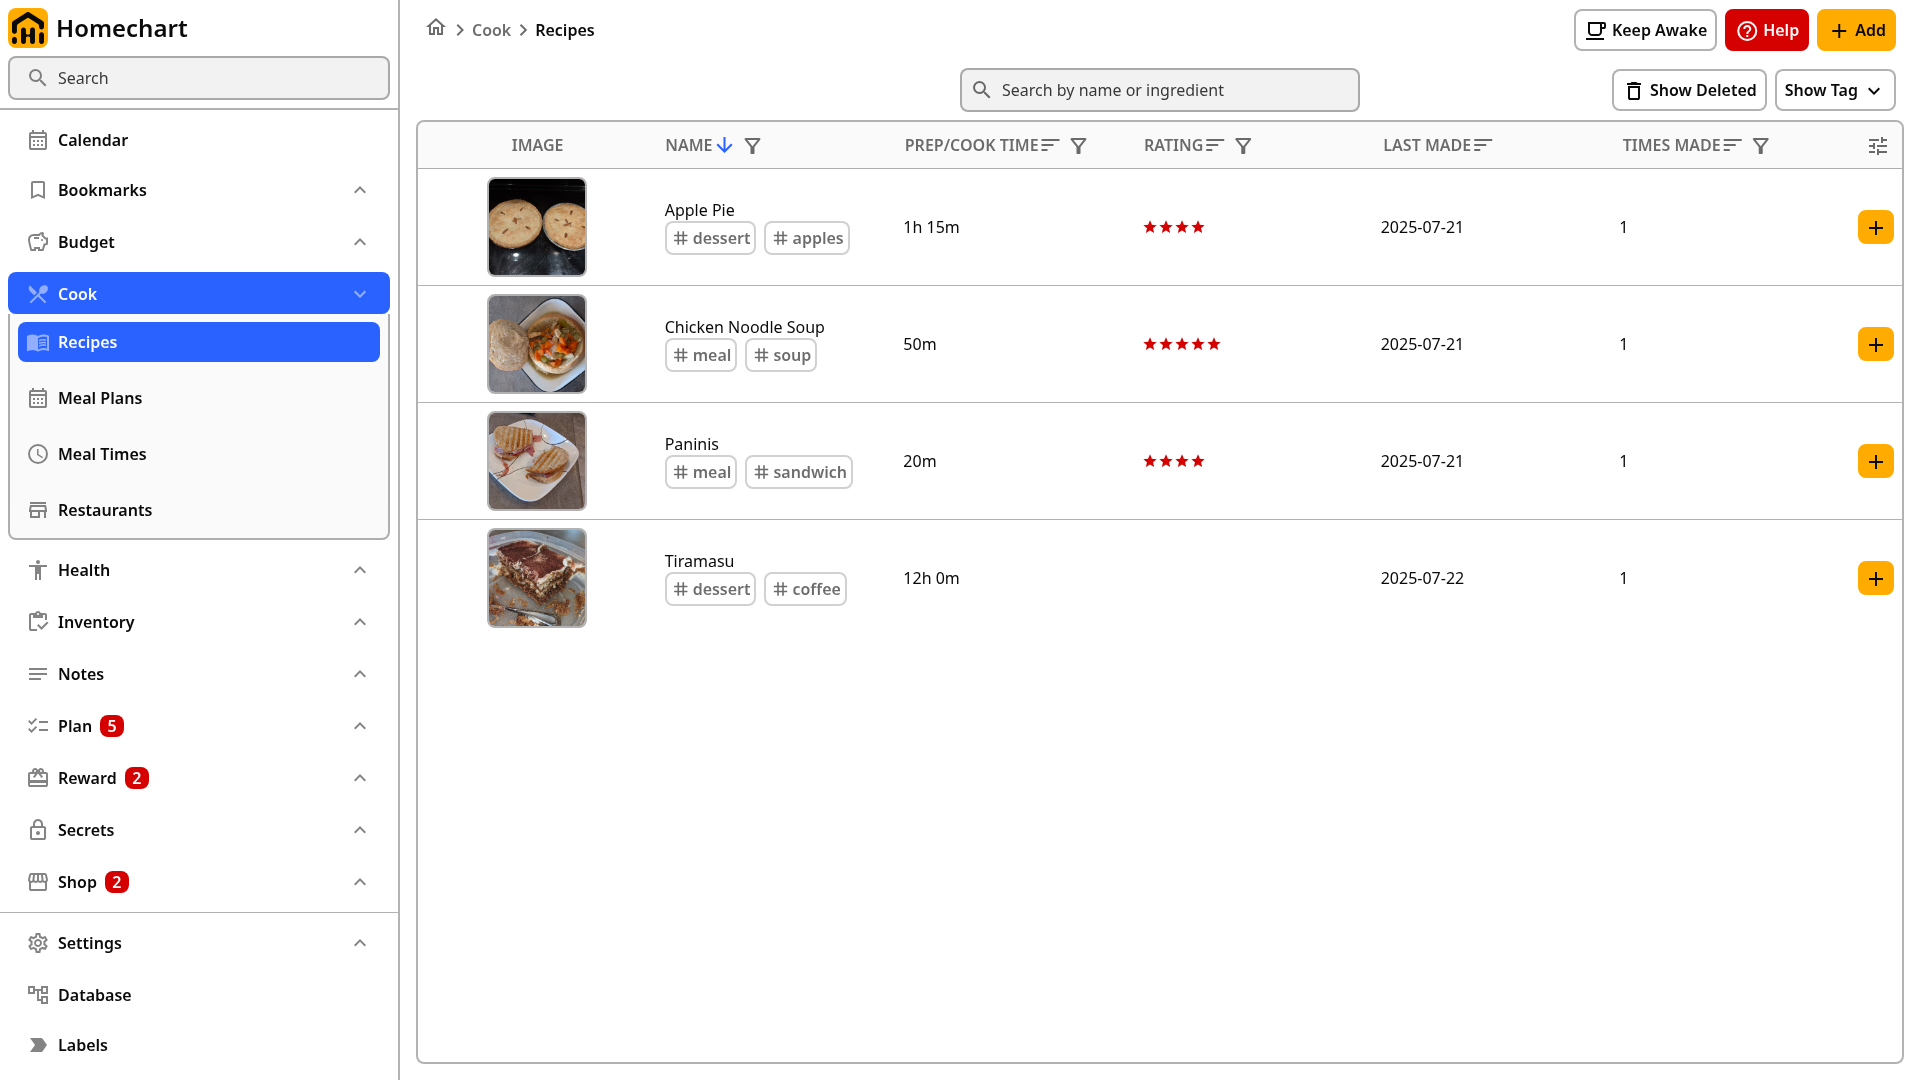 Homechart
Search
Calendar
Bookmarks
Budget
Cook
Recipes
Meal Plans
Meal Times
Restaurants
Health
Inventory
Notes
Plan 5
Reward 2
Secrets
Shop 2
Settings
Database
Labels
Cook Recipes
Keep Awake Help Add
Search by name or ingredient
Show Deleted Show Tag
IMAGE NAME PREP/COOK TIME RATING LAST MADE TIMES MADE
Apple Pie
# dessert # apples
1h 15m 2025-07-21 1
Chicken Noodle Soup
# meal # soup
50m 2025-07-21 1
Paninis
# meal # sandwich
20m 2025-07-21 1
Tiramasu
# dessert # coffee
12h 0m 2025-07-22 1